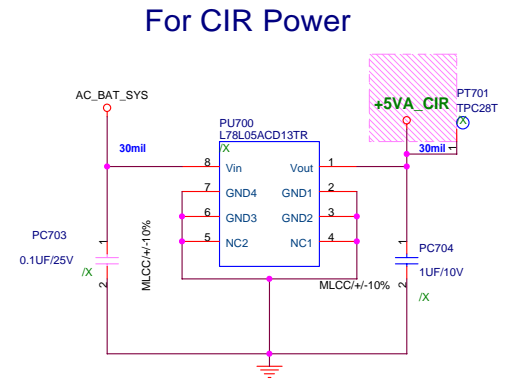 For CIR Power
AC_BAT_SYS
+5VA_CIR
PT701
TPC28T
/X
PU700
L78L05ACD13TR
/X
30mil
30mil
1
8 Vin Vout 1
7 GND4 GND1 2
6 GND3 GND2 3
5 NC2 NC1 4
PC703
0.1UF/25V
/X
1
2
MLCC/+/-10%
MLCC/+/-10%
PC704
1UF/10V
/X
1
2